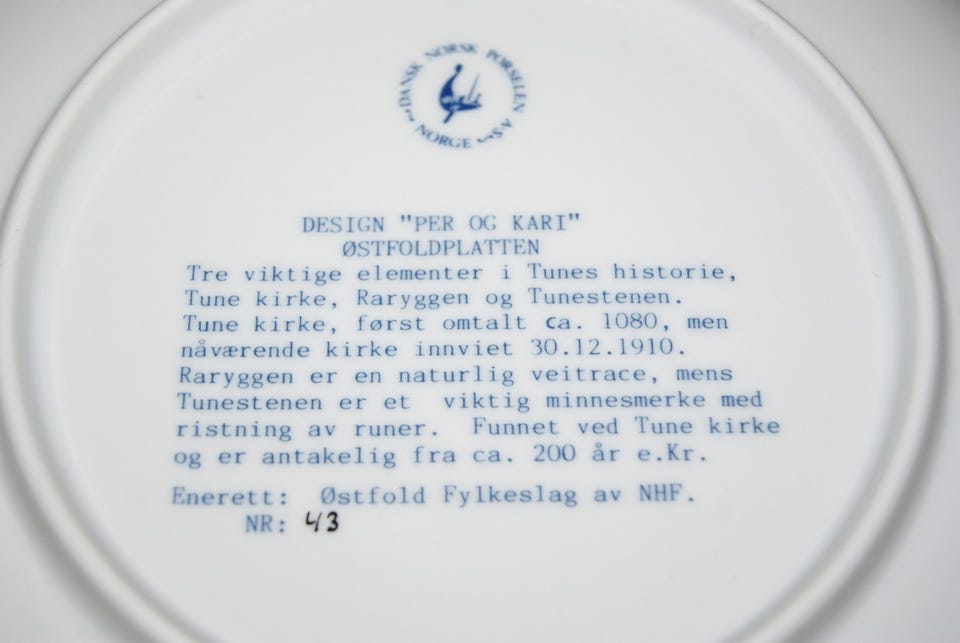 DANSK NORSK PORSELEN A.S
NORGE
DESIGN "PER OG KARI"
ØSTFOLDPLATTEN
Tre viktige elementer i Tunes historie,
Tune kirke, Raryggen og Tunestenen.
Tune kirke, først omtalt ca. 1080, men
nåværende kirke innviet 30.12.1910.
Raryggen er en naturlig veitrace, mens
Tunestenen er et viktig minnesmerke med
ristning av runer. Funnet ved Tune kirke
og er antakelig fra ca. 200 år e.Kr.
Enerett: Østfold Fylkeslag av NHF.
NR: 43